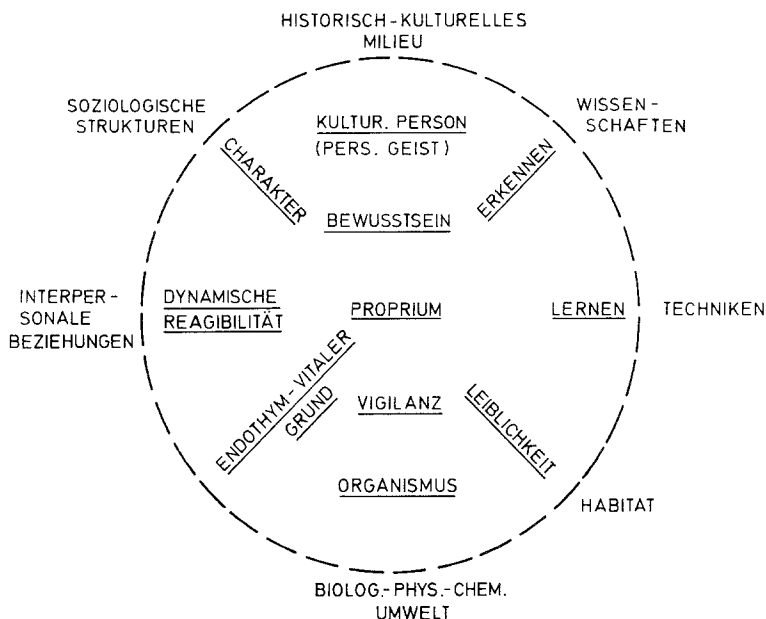 HISTORISCH-KULTURELLES
MILIEU
SOZIOLOGISCHE
STRUKTUREN
WISSEN-
SCHAFTEN
KULTUR. PERSON
(PERS. GEIST)
CHARAKTER
ERKENNEN
BEWUSSTSEIN
INTERPER-
SONALE
BEZIEHUNGEN
DYNAMISCHE
REAGIBILITÄT
PROPRIUM
LERNEN
TECHNIKEN
ENDOTHYM-VITALER
GRUND
VIGILANZ
LEIBLICHKEIT
ORGANISMUS
HABITAT
BIOLOG.-PHYS.-CHEM.
UMWELT